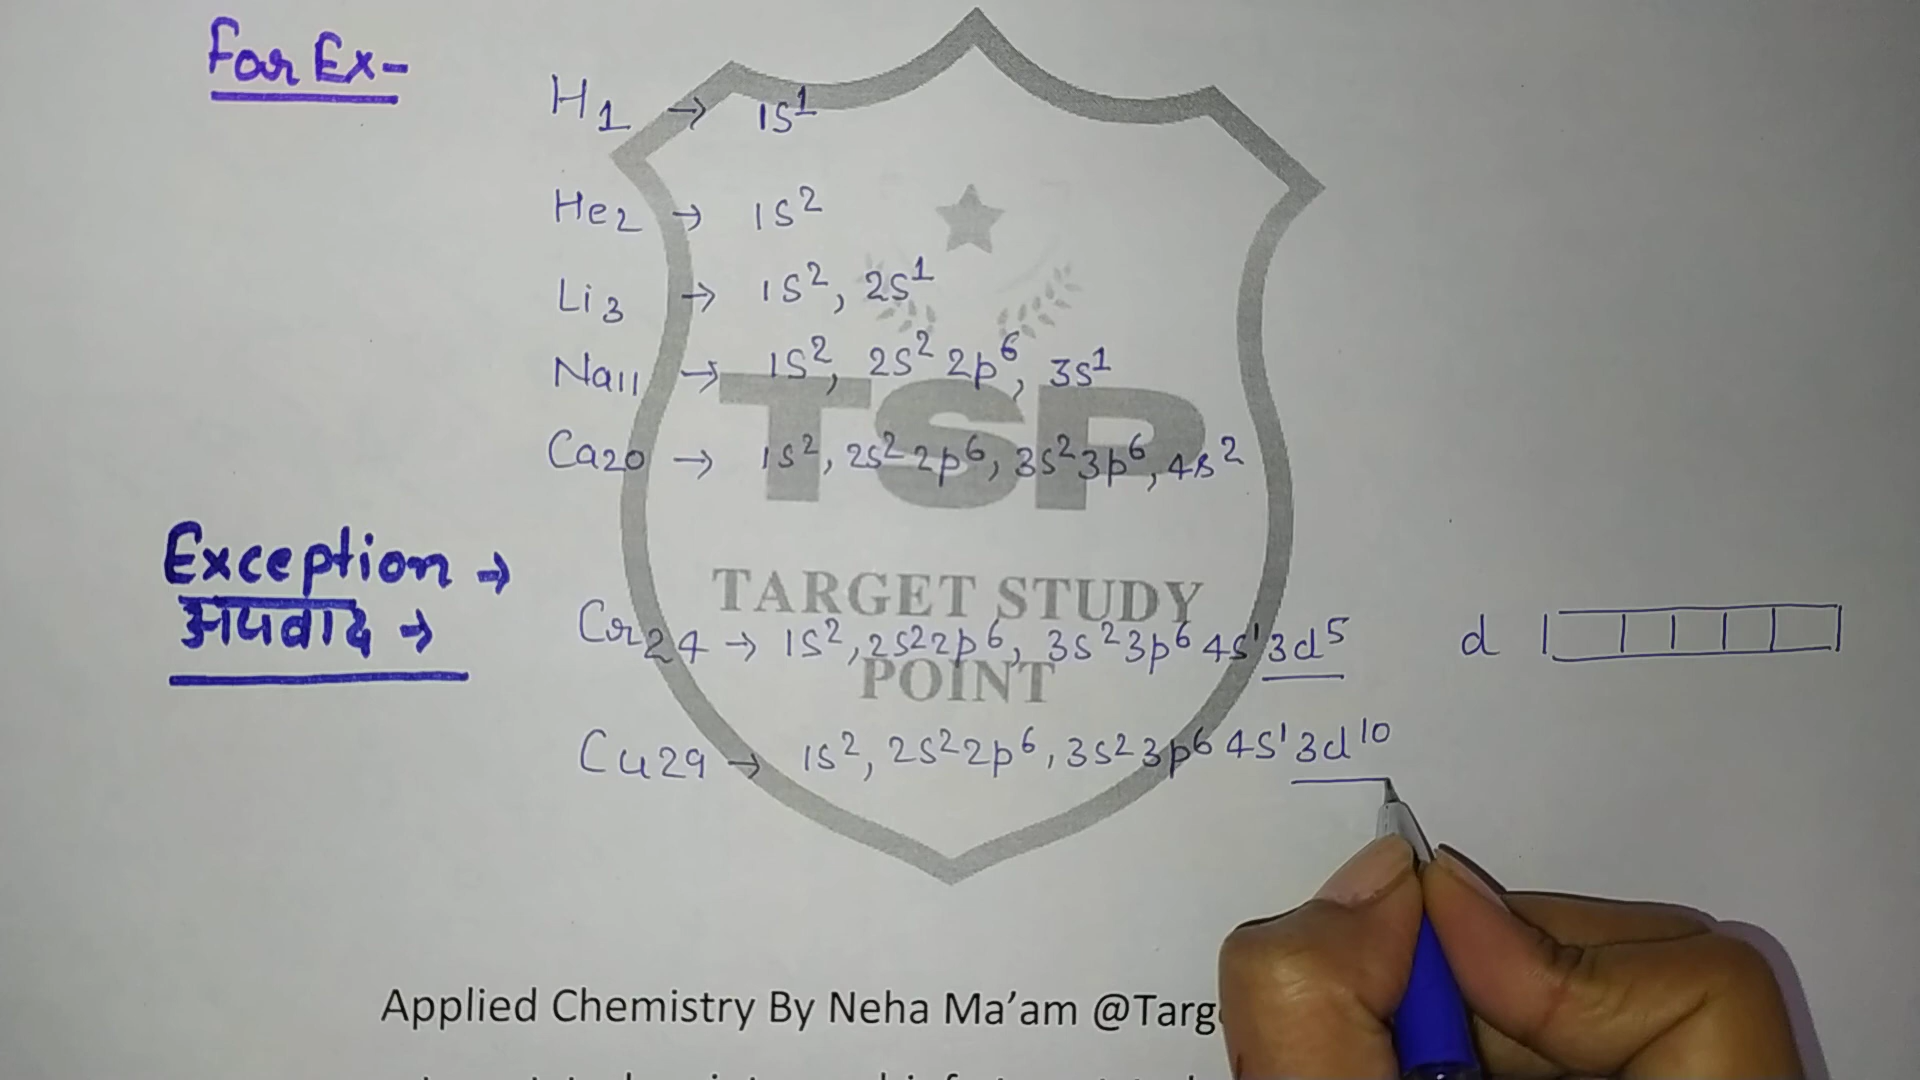 For Ex-
H1 → 1s¹
He2 → 1s²
Li3 → 1s², 2s¹
Na11 → 1s², 2s² 2p⁶, 3s¹
Ca20 → 1s², 2s² 2p⁶, 3s² 3p⁶, 4s²
Exception →
अपवाद →
Cr24 → 1s², 2s² 2p⁶, 3s² 3p⁶ 4s¹ 3d⁵
d
Cu29 → 1s², 2s² 2p⁶, 3s² 3p⁶ 4s¹ 3d¹⁰
TSP
TARGET STUDY
POINT
Applied Chemistry By Neha Ma’am @Targ